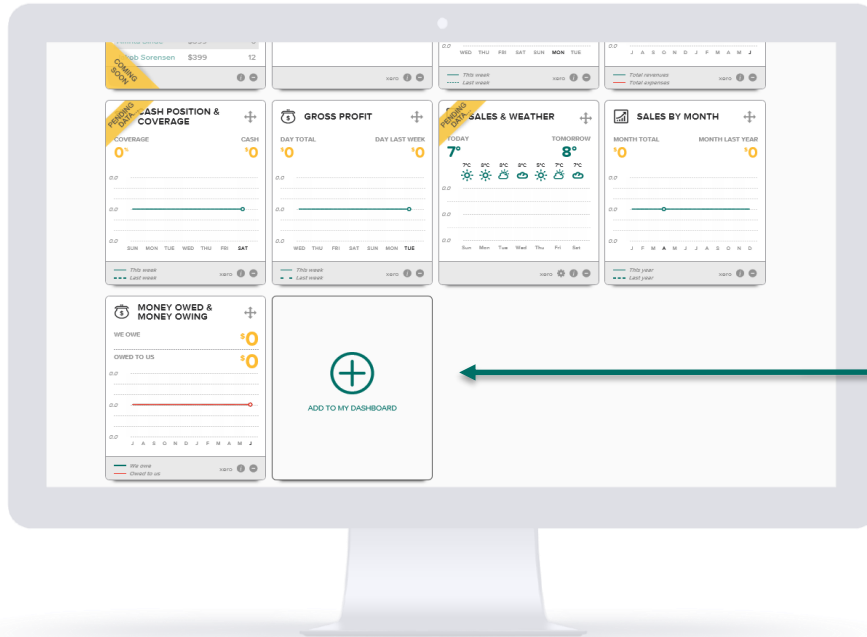 Sorensen $399 12
COMING
SOON
xero
This week
Last week
xero
0.0
WED THU FRI SAT SUN MON TUE
J A S O N D J F M A M J
Total revenues
Total expenses
xero
PENDING
DATA...
CASH POSITION &
COVERAGE
COVERAGE CASH
0% $0
0.0
0.0
0.0
SUN MON TUE WED THU FRI SAT
This week
Last week
xero
GROSS PROFIT
DAY TOTAL DAY LAST WEEK
$0 $0
0.0
0.0
0.0
WED THU FRI SAT SUN MON TUE
This week
Last week
xero
PENDING
DATA...
SALES & WEATHER
TODAY TOMORROW
7° 8°
7°C 8°C 8°C 8°C 5°C 7°C 7°C
0.0
0.0
0.0
Sun Mon Tue Wed Thu Fri Sat
xero
SALES BY MONTH
MONTH TOTAL MONTH LAST YEAR
$0 $0
0.0
0.0
0.0
J F M A M J J A S O N D
This year
Last year
xero
MONEY OWED &
MONEY OWING
WE OWE $0
OWED TO US $0
0.0
0.0
0.0
J A S O N D J F M A M J
We owe
Owed to us
xero
ADD TO MY DASHBOARD